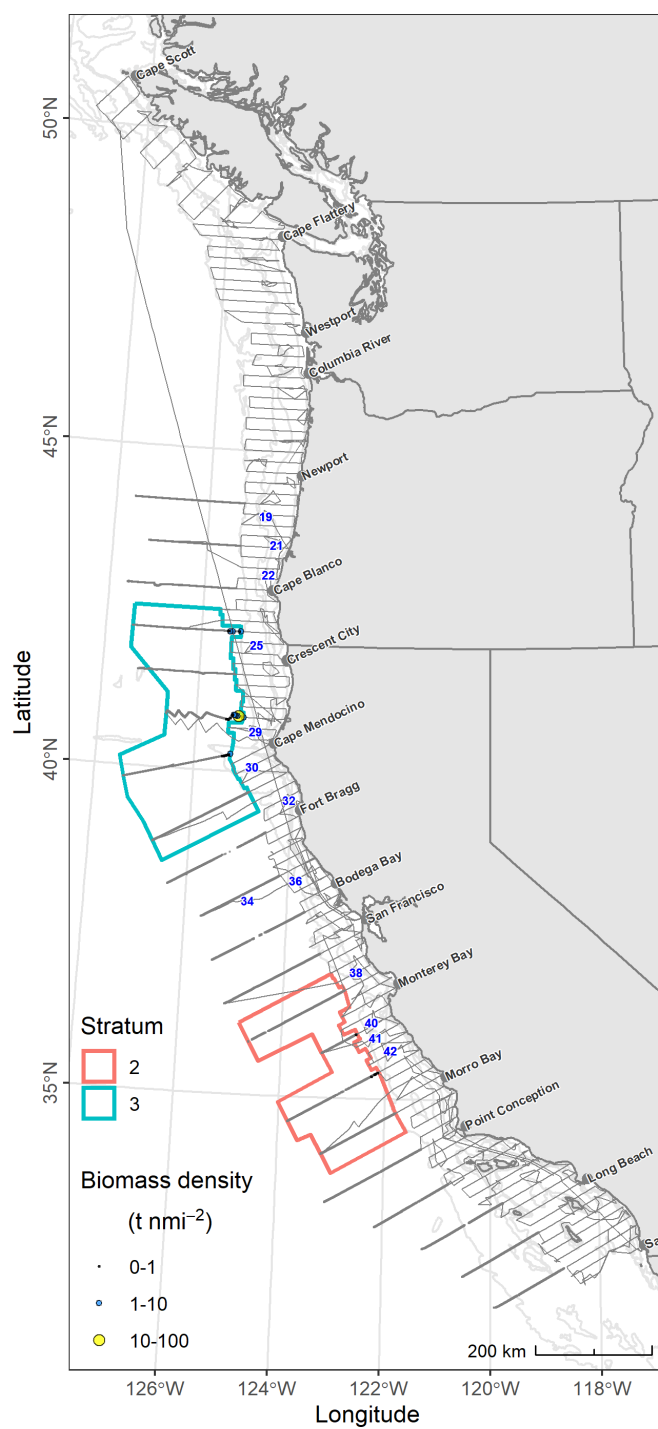 Cape Scott
50°N
Cape Flattery
Westport
Columbia River
45°N
Newport
19
21
22
Cape Blanco
25
Crescent City
Latitude
29
Cape Mendocino
40°N
30
32
Fort Bragg
36
Bodega Bay
34
San Francisco
38
Monterey Bay
Stratum
2
3
40
41
42
35°N
Morro Bay
Point Conception
Long Beach
Sa
Biomass density
(t nmi⁻²)
0-1
1-10
10-100
200 km
126°W
124°W
122°W
120°W
118°W
Longitude